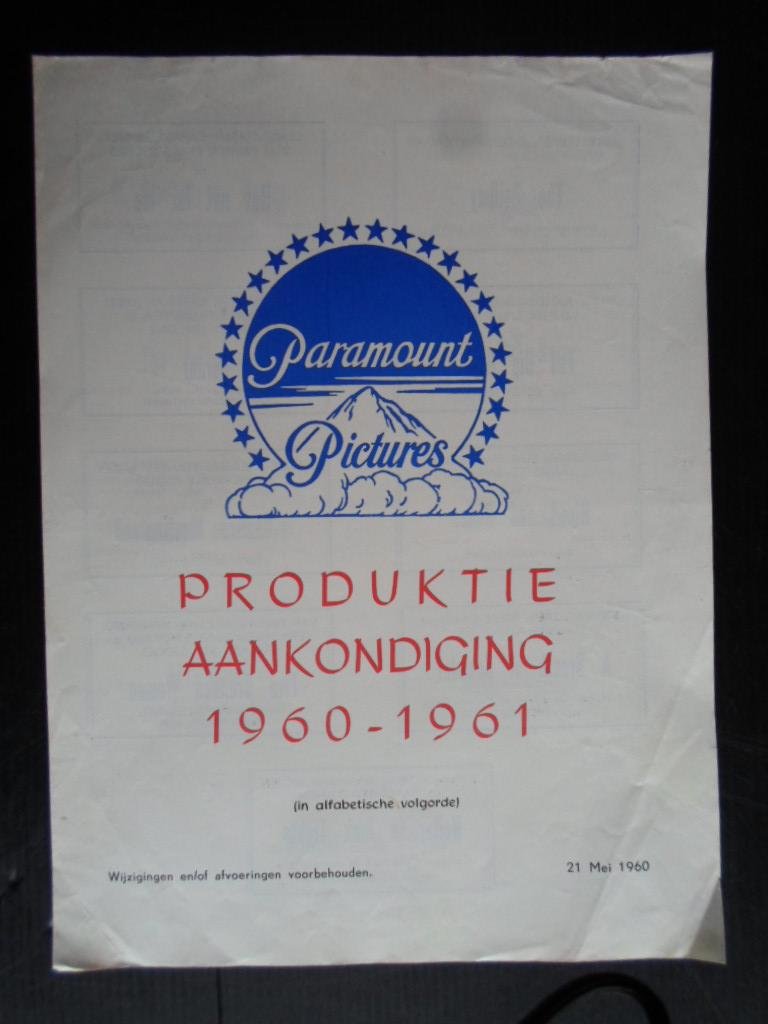 Paramount
Pictures
PRODUKTIE
AANKONDIGING
1960-1961
(in alfabetische volgorde)
Wijzigingen en/of afvoeringen voorbehouden.
21 Mei 1960